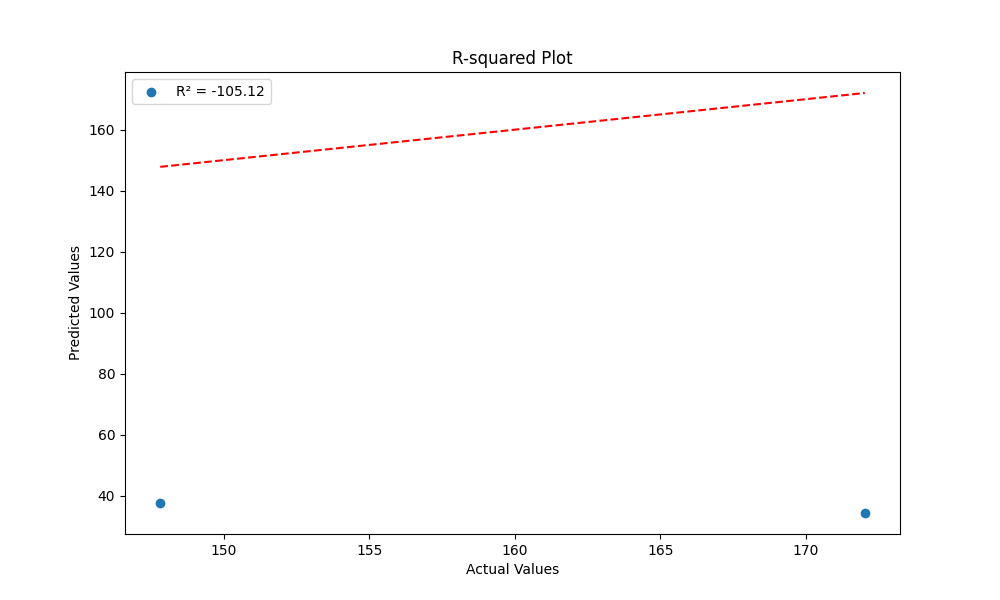 R-squared Plot
R² = -105.12
Predicted Values
160
140
120
100
80
60
40
150 155 160 165 170
Actual Values